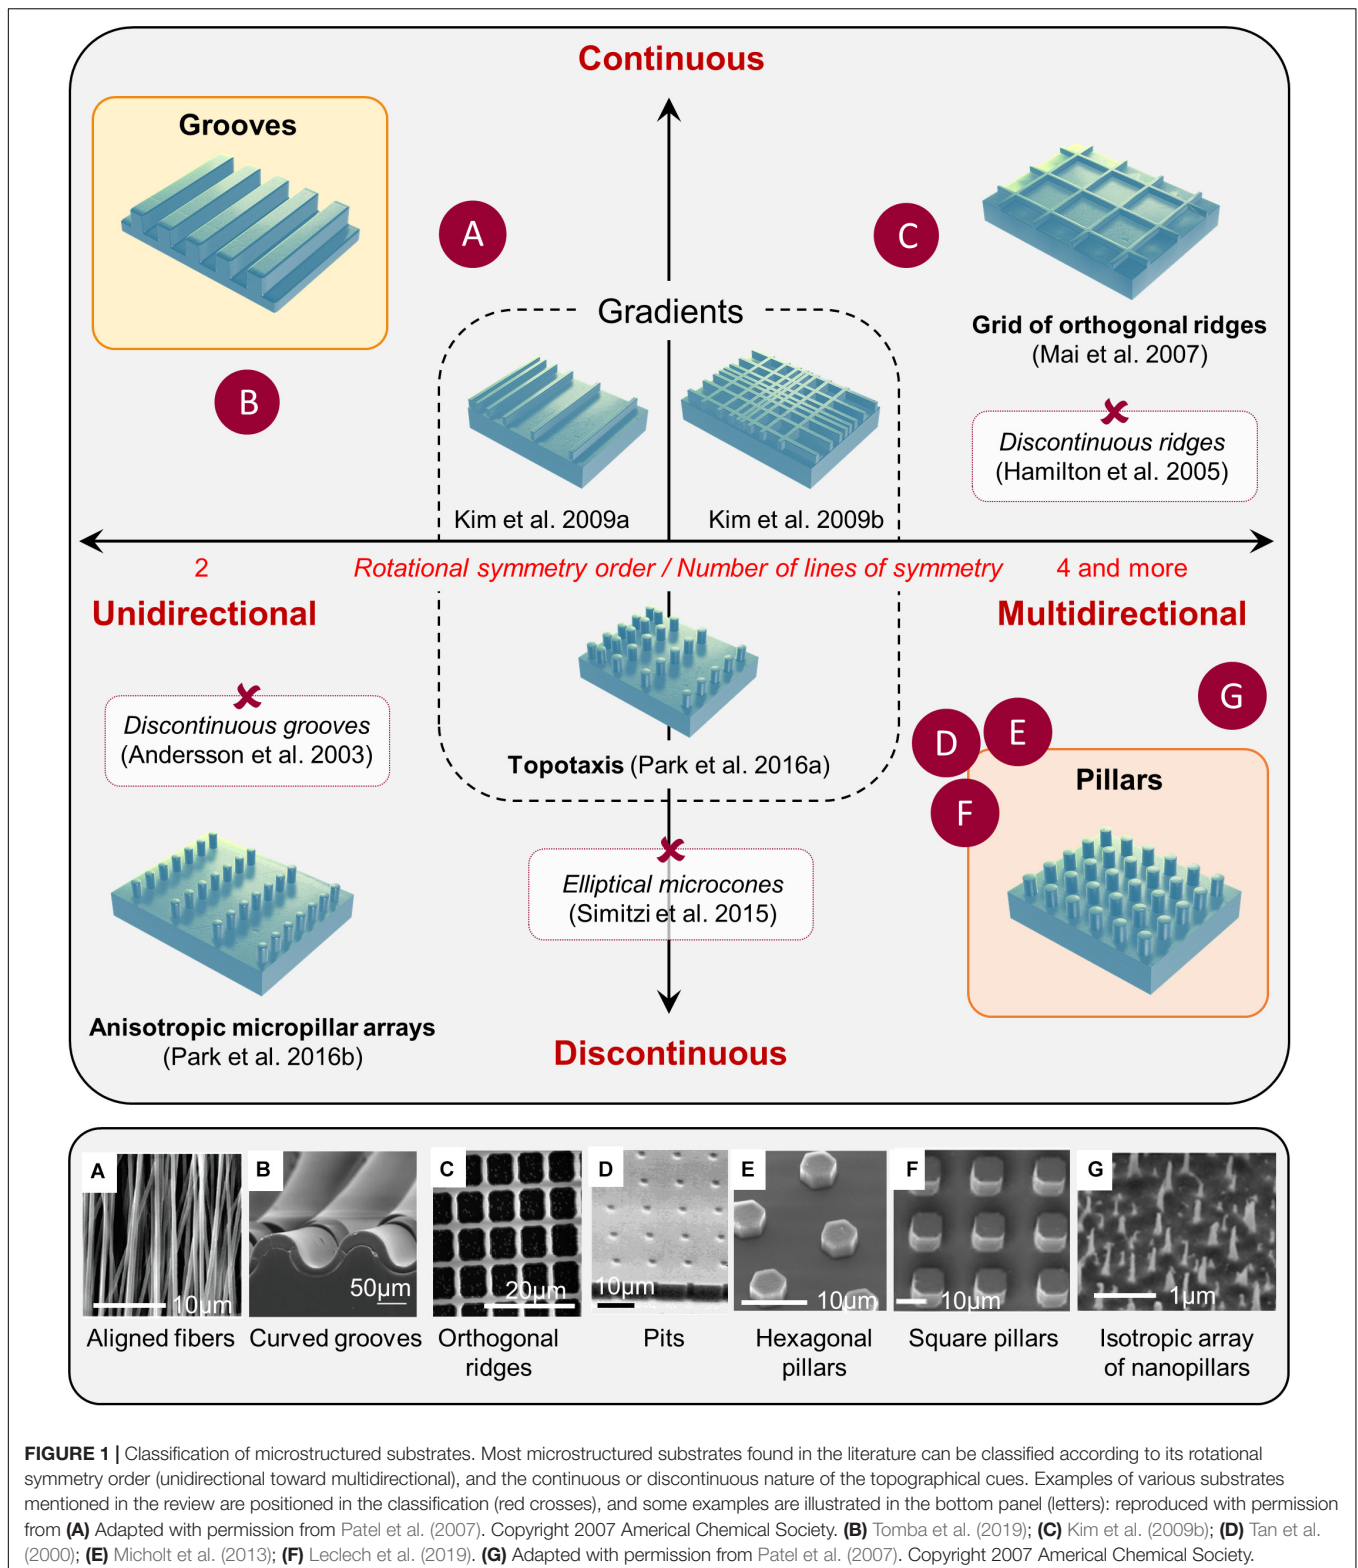 Continuous
Grooves
A
C
Gradients
Grid of orthogonal ridges
(Mai et al. 2007)
B
Discontinuous ridges
(Hamilton et al. 2005)
Kim et al. 2009a
Kim et al. 2009b
2
Rotational symmetry order / Number of lines of symmetry
4 and more
Unidirectional
Multidirectional
Discontinuous grooves
(Andersson et al. 2003)
Topotaxis (Park et al. 2016a)
G
D
E
F
Pillars
Elliptical microcones
(Simitzi et al. 2015)
Anisotropic micropillar arrays
(Park et al. 2016b)
Discontinuous
A
10µm
Aligned fibers
B
50µm
Curved grooves
C
20µm
Orthogonal
ridges
D
10µm
Pits
E
10µm
Hexagonal
pillars
F
10µm
Square pillars
G
1µm
Isotropic array
of nanopillars
FIGURE 1 | Classification of microstructured substrates. Most microstructured substrates found in the literature can be classified according to its rotational
symmetry order (unidirectional toward multidirectional), and the continuous or discontinuous nature of the topographical cues. Examples of various substrates
mentioned in the review are positioned in the classification (red crosses), and some examples are illustrated in the bottom panel (letters): reproduced with permission
from (A) Adapted with permission from Patel et al. (2007). Copyright 2007 Americal Chemical Society. (B) Tomba et al. (2019); (C) Kim et al. (2009b); (D) Tan et al.
(2000); (E) Micholt et al. (2013); (F) Leclech et al. (2019). (G) Adapted with permission from Patel et al. (2007). Copyright 2007 Americal Chemical Society.